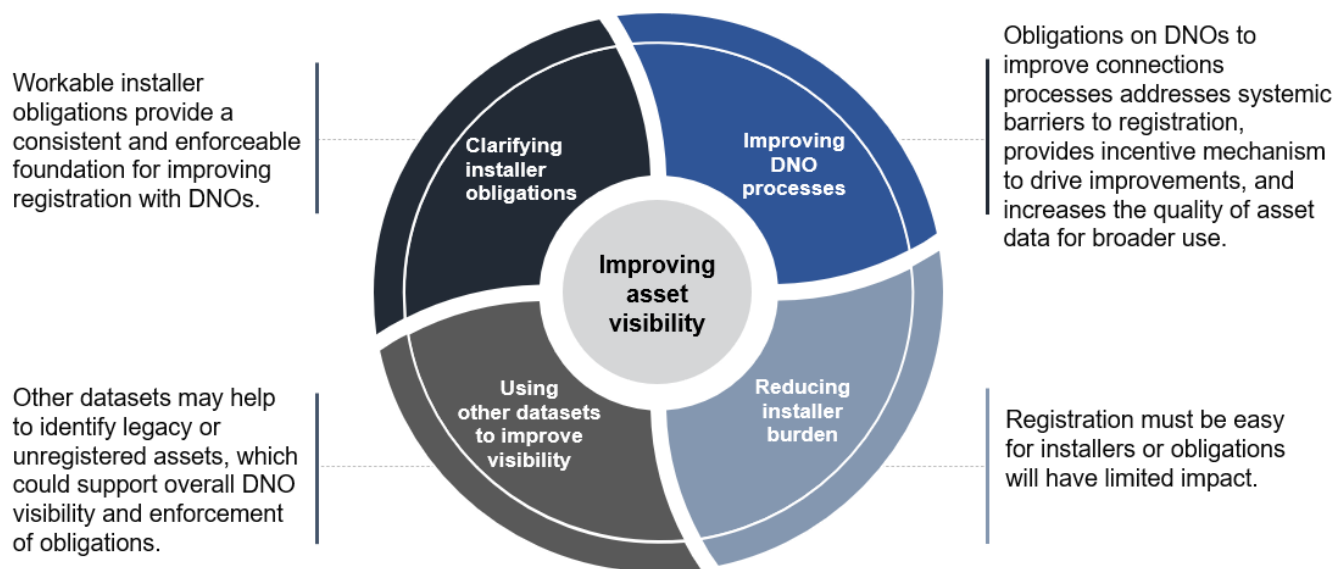 Workable installer
obligations provide a
consistent and enforceable
foundation for improving
registration with DNOs.
Clarifying
installer
obligations
Improving
DNO
processes
Obligations on DNOs to
improve connections
processes addresses systemic
barriers to registration,
provides incentive mechanism
to drive improvements, and
increases the quality of asset
data for broader use.
Improving
asset
visibility
Other datasets may help
to identify legacy or
unregistered assets, which
could support overall DNO
visibility and enforcement
of obligations.
Using
other datasets
to improve
visibility
Reducing
installer
burden
Registration must be easy
for installers or obligations
will have limited impact.